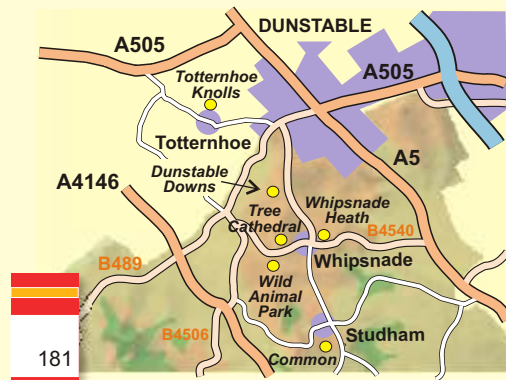 DUNSTABLE
A505
Totternhoe
Knolls
A505
Totternhoe
A5
Dunstable
Downs
A4146
Tree
Cathedral
Whipsnade
Heath
B4540
Whipsnade
B489
Wild
Animal
Park
B4506
Studham
Common
181